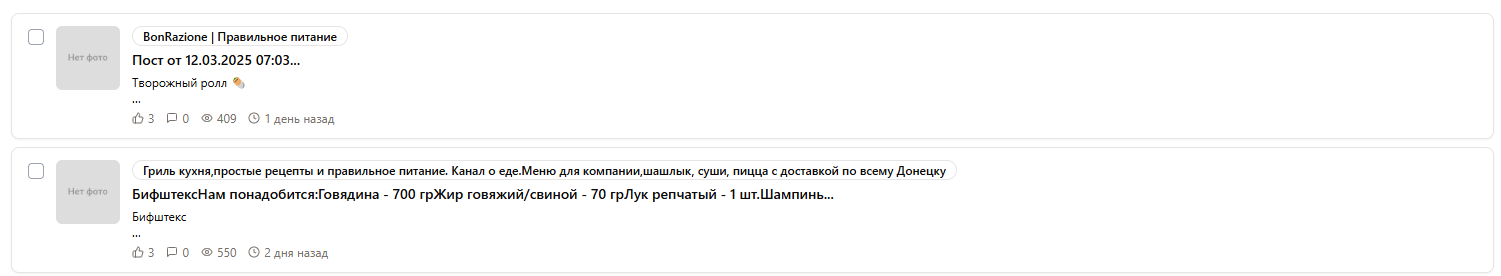 Нет фото
BonRazione | Правильное питание
Пост от 12.03.2025 07:03...
Творожный ролл 🌯
...
3 0 409 1 день назад
Нет фото
Гриль кухня,простые рецепты и правильное питание. Канал о еде.Меню для компании,шашлык, суши, пицца с доставкой по всему Донецку
БифштексНам понадобится:Говядина - 700 грЖир говяжий/свиной - 70 грЛук репчатый - 1 шт.Шампинь...
Бифштекс
...
3 0 550 2 дня назад